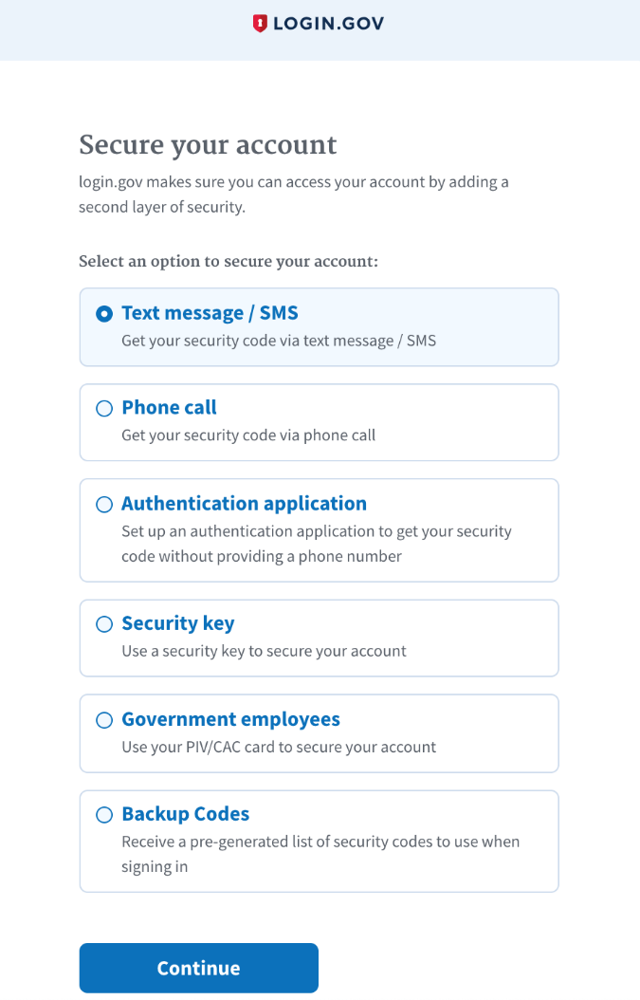 LOGIN.GOV
Secure your account
login.gov makes sure you can access your account by adding a
second layer of security.
Select an option to secure your account:
Text message / SMS
Get your security code via text message / SMS
Phone call
Get your security code via phone call
Authentication application
Set up an authentication application to get your security
code without providing a phone number
Security key
Use a security key to secure your account
Government employees
Use your PIV/CAC card to secure your account
Backup Codes
Receive a pre-generated list of security codes to use when
signing in
Continue